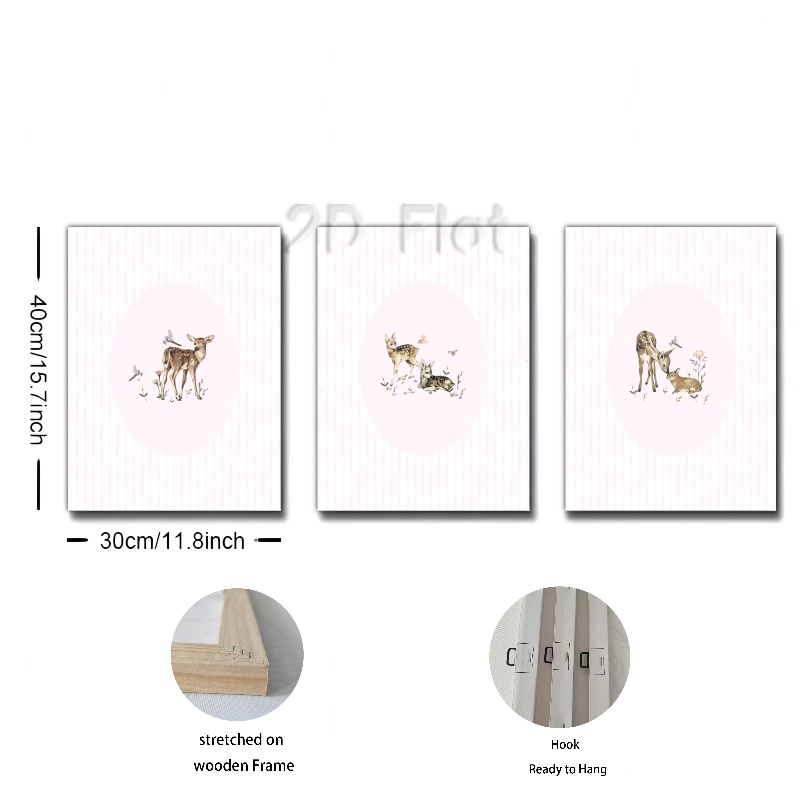 2D Flat
40cm/15.7inch
30cm/11.8inch
stretched on
wooden Frame
Hook
Ready to Hang